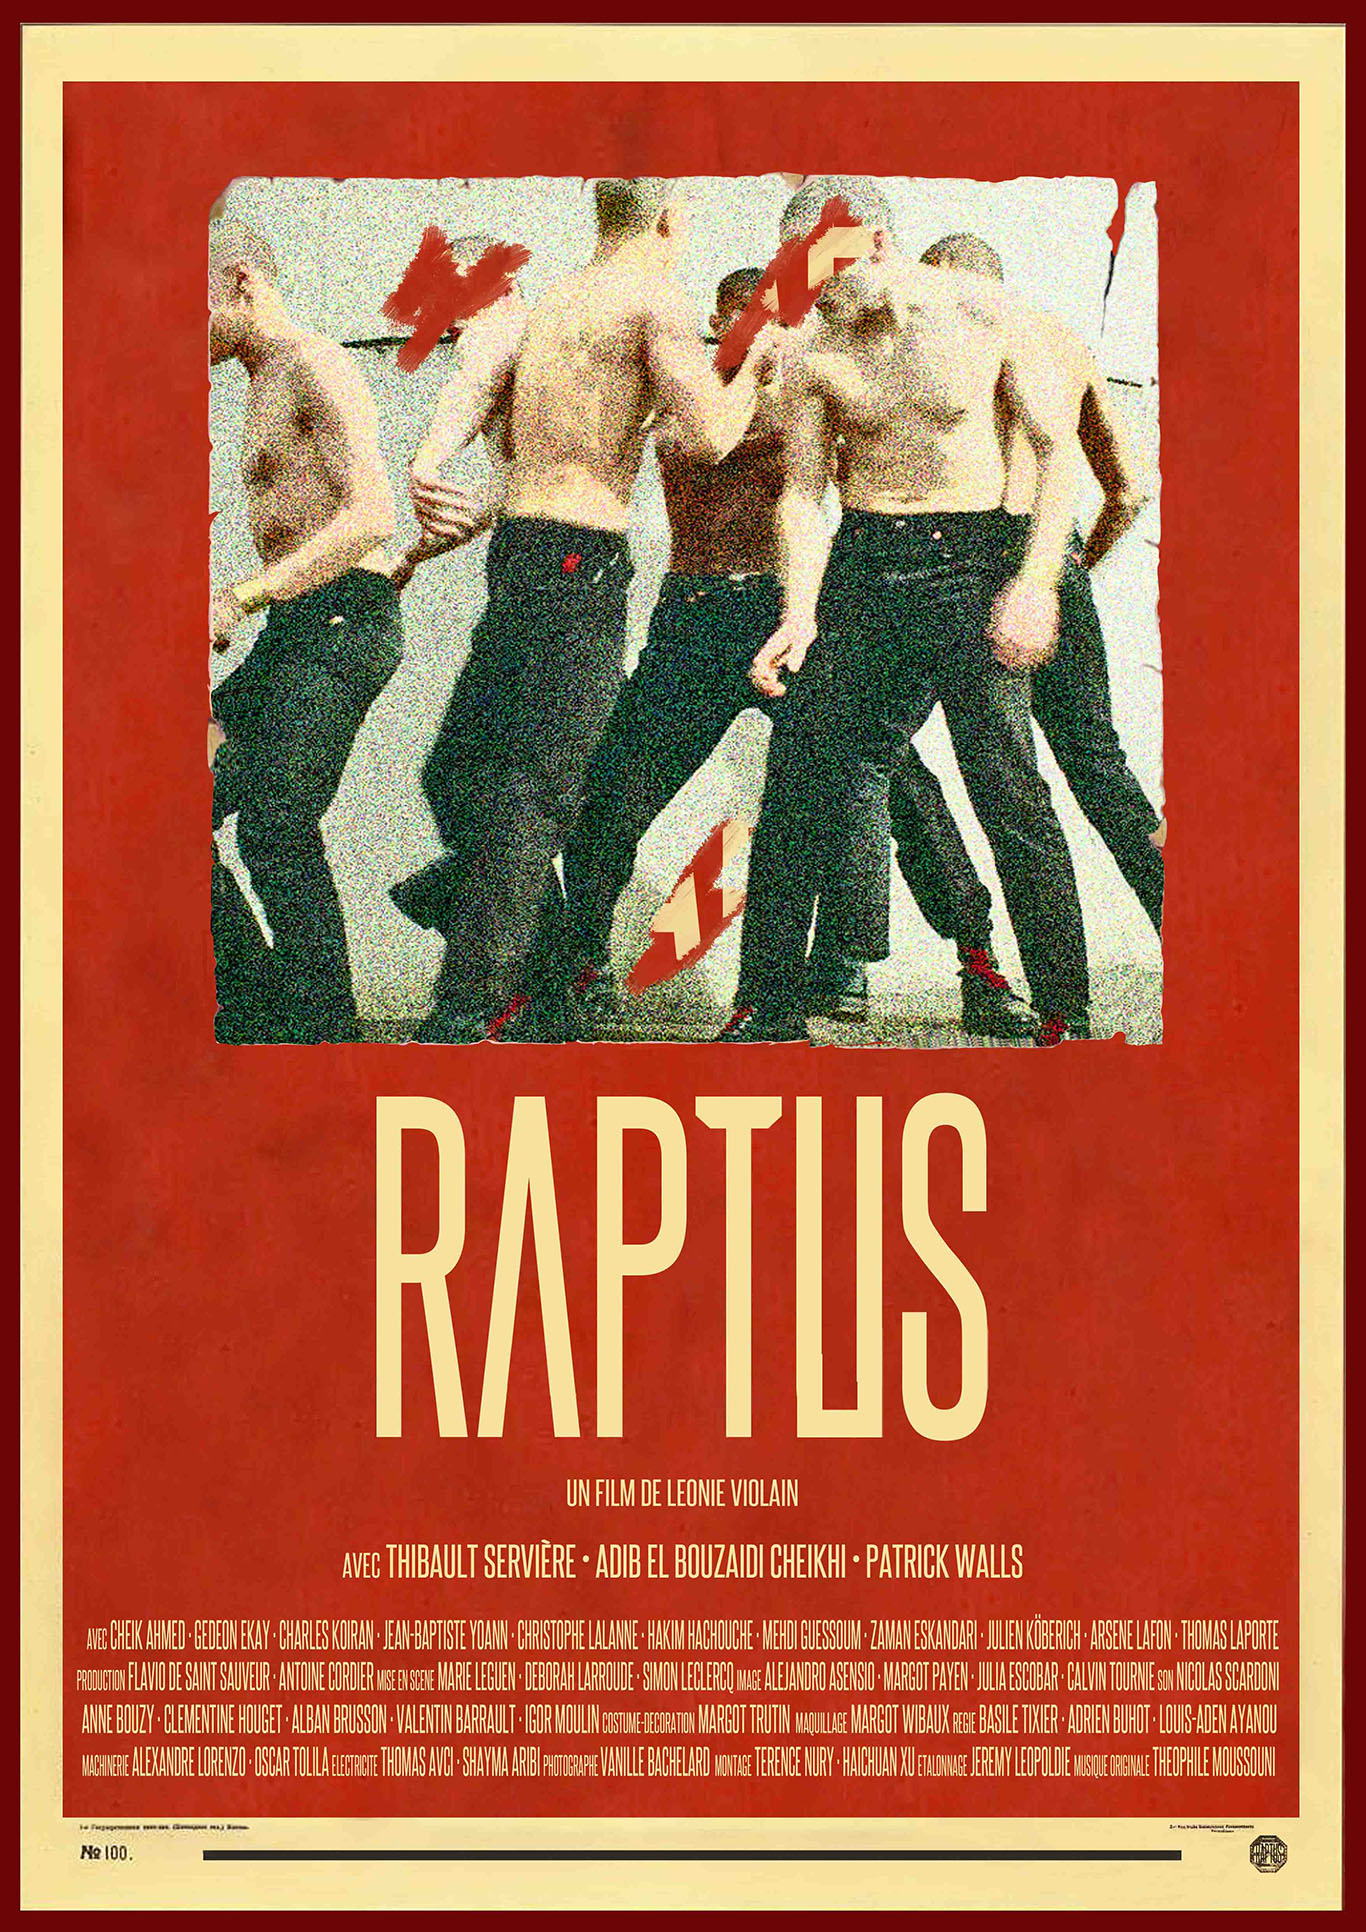 RAPTUS
UN FILM DE LEONIE VIOLAIN
AVEC THIBAULT SERVIÈRE • ADIB EL BOUZAIDI CHEIKHI • PATRICK WALLS
AVEC CHEIK AHMED · GEDEON EKAY · CHARLES KOIRAN · JEAN-BAPTISTE YOANN · CHRISTOPHE LALANNE · HAKIM HACHOUCHE · MEHDI GUESSOUM · ZAMAN ESKANDARI · JULIEN KÖBERICH · ARSENE LAFON · THOMAS LAPORTE
PRODUCTION FLAVIO DE SAINT SAUVEUR · ANTOINE CORDIER MISE EN SCENE MARIE LEGUEN · DEBORAH LARROUDE · SIMON LECLERCQ IMAGE ALEJANDRO ASENSIO · MARGOT PAYEN · JULIA ESCOBAR · CALVIN TOURNIE SON NICOLAS SCARDONI
ANNE BOUZY · CLEMENTINE HOUGET · ALBAN BRUSSON · VALENTIN BARRAULT · IGOR MOULIN COSTUME-DECORATION MARGOT TRUTIN MAQUILLAGE MARGOT WIBAUX REGIE BASILE TIXIER · ADRIEN BUHOT · LOUIS-ADEN AYANOU
MACHINERIE ALEXANDRE LORENZO · OSCAR TOLILA ELECTRICITE THOMAS AVCI · SHAYMA ARIBI PHOTOGRAPHE VANILLE BACHELARD MONTAGE TERENCE NURY · HAICHUAN XU ETALONNAGE JEREMY LEOPOLDIE MUSIQUE ORIGINALE THEOPHILE MOUSSOUNI
№ 100.